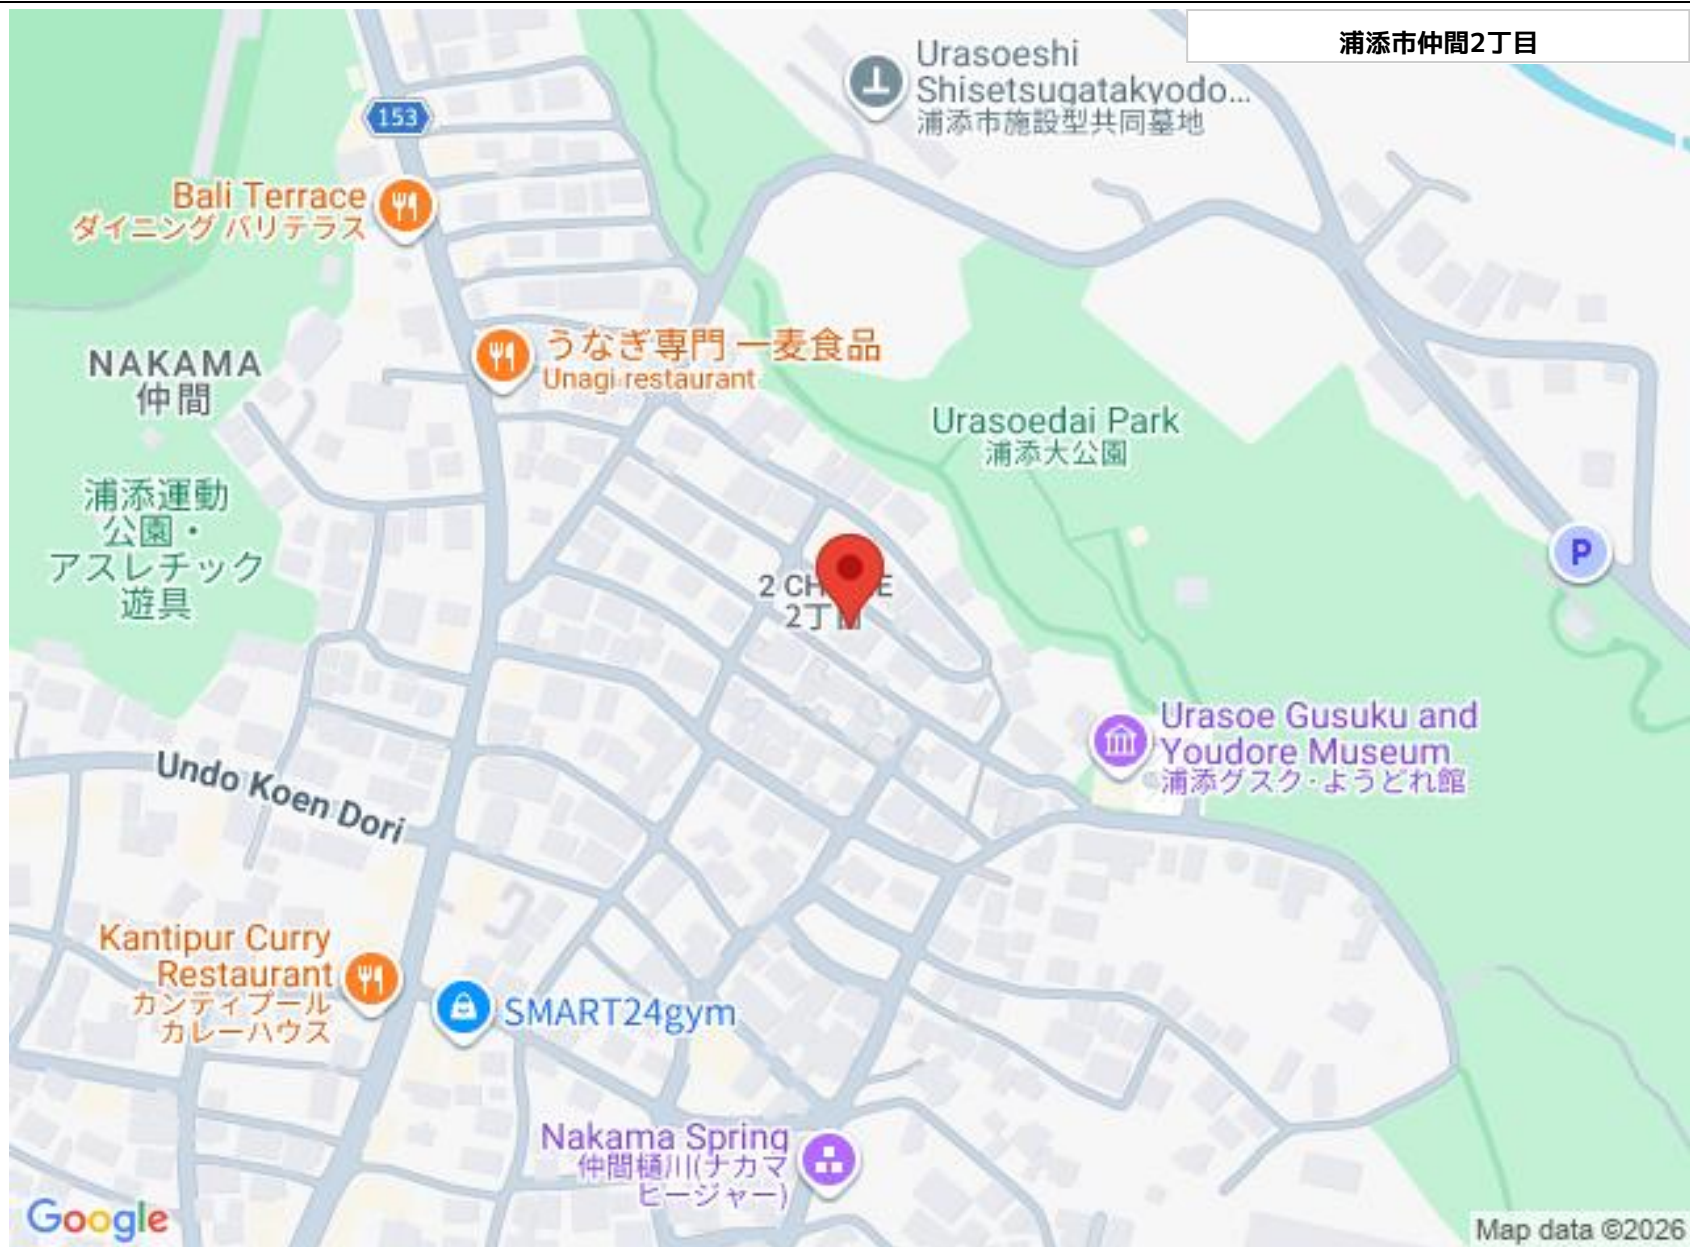 浦添市仲間2丁目
Urasoeshi
Shisetsugatakyodo...
浦添市施設型共同墓地
153
Bali Terrace
ダイニング バリテラス
うなぎ専門 一麦食品
Unagi restaurant
NAKAMA
仲間
Urasoedai Park
浦添大公園
浦添運動
公園・
アスレチック
遊具
P
2 CH E
2丁目
Urasoe Gusuku and
Youdore Museum
浦添グスク·ようどれ館
Undo Koen Dori
Kantipur Curry
Restaurant
カンティプール
カレーハウス
SMART24gym
Nakama Spring
仲間樋川(ナカマ
ヒージャー)
Google
Map data ©2026